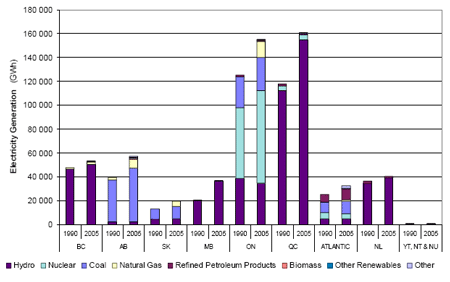 180 000
160 000
140 000
120 000
100 000
80 000
60 000
40 000
20 000
0
Electricity Generation (GWh)
1990 2005 1990 2005 1990 2005 1990 2005 1990 2005 1990 2005 1990 2005 1990 2005 1990 2005
BC AB SK MB ON QC ATLANTIC NL YT, NT & NU
Hydro Nuclear Coal Natural Gas Refined Petroleum Products Biomass Other Renewables Other